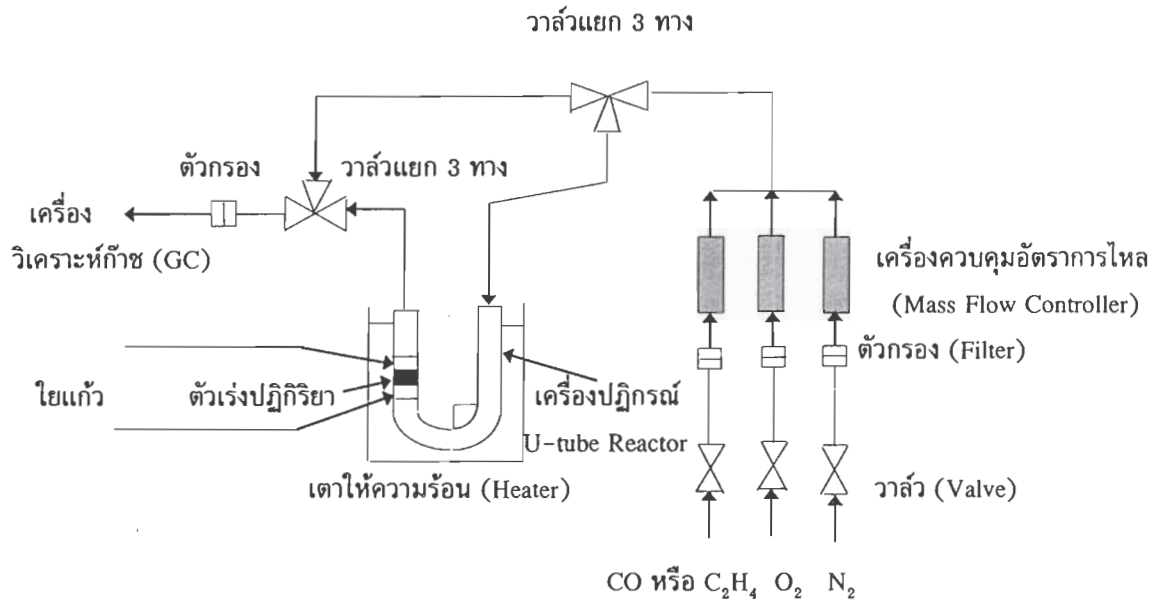 วาล์วแยก 3 ทาง
ตัวกรอง
วาล์วแยก 3 ทาง
เครื่อง
วิเคราะห์ก๊าซ (GC)
เครื่องควบคุมอัตราการไหล
(Mass Flow Controller)
ตัวกรอง (Filter)
ใยแก้ว
ตัวเร่งปฏิกิริยา
เครื่องปฏิกรณ์
U-tube Reactor
เตาให้ความร้อน (Heater)
วาล์ว (Valve)
CO หรือ C₂H₄ O₂ N₂